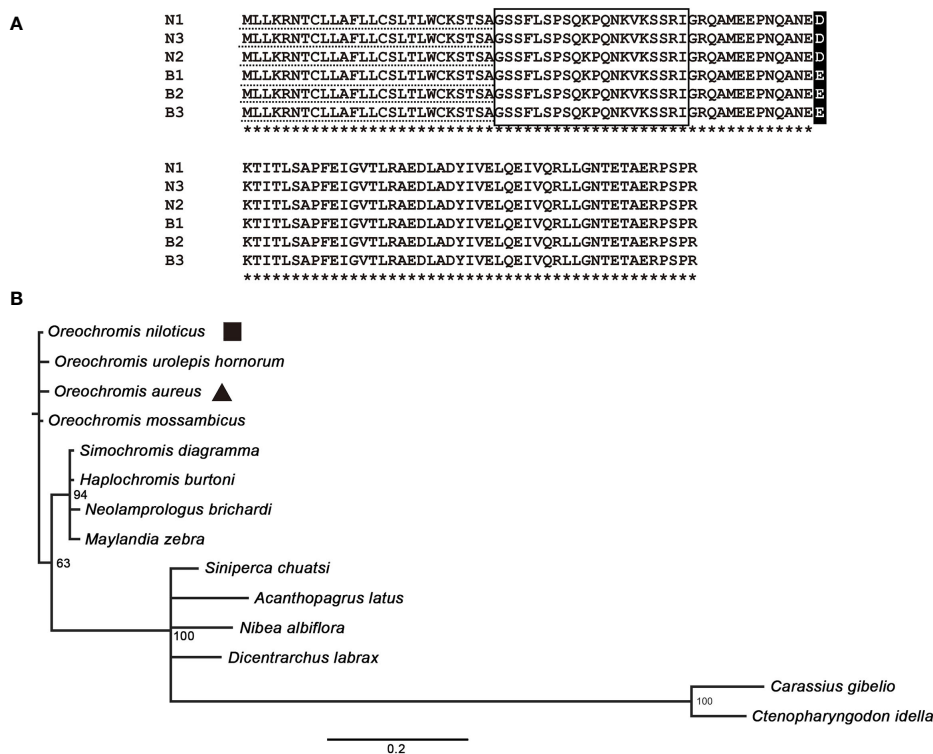 A
N1 MLLKRNTCLLAFLLCSLTLWCKSTSAGSSFLSPSQKPQNKVKSSRIGRQAMEEPNQANED
N3 MLLKRNTCLLAFLLCSLTLWCKSTSAGSSFLSPSQKPQNKVKSSRIGRQAMEEPNQANED
N2 MLLKRNTCLLAFLLCSLTLWCKSTSAGSSFLSPSQKPQNKVKSSRIGRQAMEEPNQANED
B1 MLLKRNTCLLAFLLCSLTLWCKSTSAGSSFLSPSQKPQNKVKSSRIGRQAMEEPNQANEE
B2 MLLKRNTCLLAFLLCSLTLWCKSTSAGSSFLSPSQKPQNKVKSSRIGRQAMEEPNQANEE
B3 MLLKRNTCLLAFLLCSLTLWCKSTSAGSSFLSPSQKPQNKVKSSRIGRQAMEEPNQANEE
***********************************************************
N1 KTITLSAPFEIGVTLRAEDLADYIVELQEIVQRLLGNTETAERPSPR
N3 KTITLSAPFEIGVTLRAEDLADYIVELQEIVQRLLGNTETAERPSPR
N2 KTITLSAPFEIGVTLRAEDLADYIVELQEIVQRLLGNTETAERPSPR
B1 KTITLSAPFEIGVTLRAEDLADYIVELQEIVQRLLGNTETAERPSPR
B2 KTITLSAPFEIGVTLRAEDLADYIVELQEIVQRLLGNTETAERPSPR
B3 KTITLSAPFEIGVTLRAEDLADYIVELQEIVQRLLGNTETAERPSPR
***********************************************
B
Oreochromis niloticus
Oreochromis urolepis hornorum
Oreochromis aureus
Oreochromis mossambicus
Simochromis diagramma
Haplochromis burtoni
94
Neolamprologus brichardi
Maylandia zebra
63
Siniperca chuatsi
Acanthopagrus latus
Nibea albiflora
100
Dicentrarchus labrax
Carassius gibelio
100
Ctenopharyngodon idella
0.2